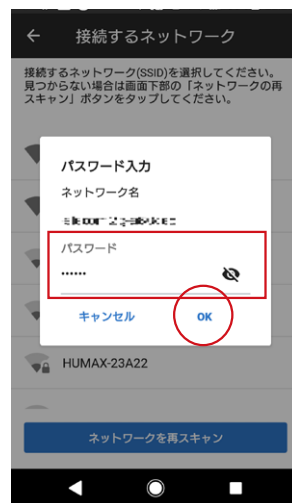 接続するネットワーク
接続するネットワーク(SSID)を選択してください。
見つからない場合は画面下部の「ネットワークの再
スキャン」ボタンをタップしてください。
パスワード入力
ネットワーク名
パスワード
••••••
キャンセル
OK
HUMAX-23A22
ネットワークを再スキャン